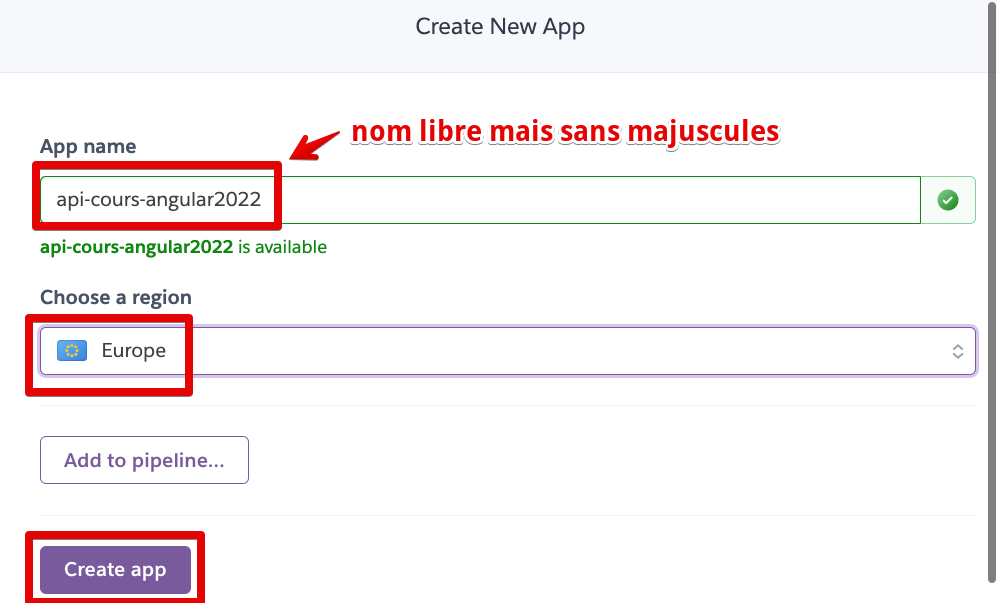 Create New App
nom libre mais sans majuscules
App name
api-cours-angular2022
api-cours-angular2022 is available
Choose a region
Europe
Add to pipeline...
Create app